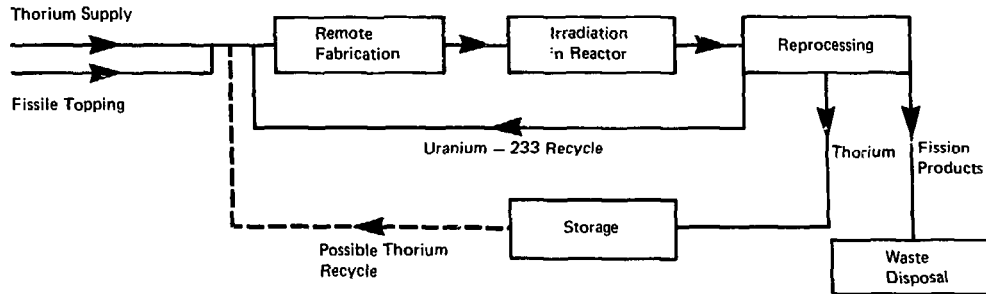 Thorium Supply
Fissile Topping
Remote
Fabrication
Irradiation
in Reactor
Reprocessing
Uranium – 233 Recycle
Thorium
Fission
Products
Storage
Possible Thorium
Recycle
Waste
Disposal